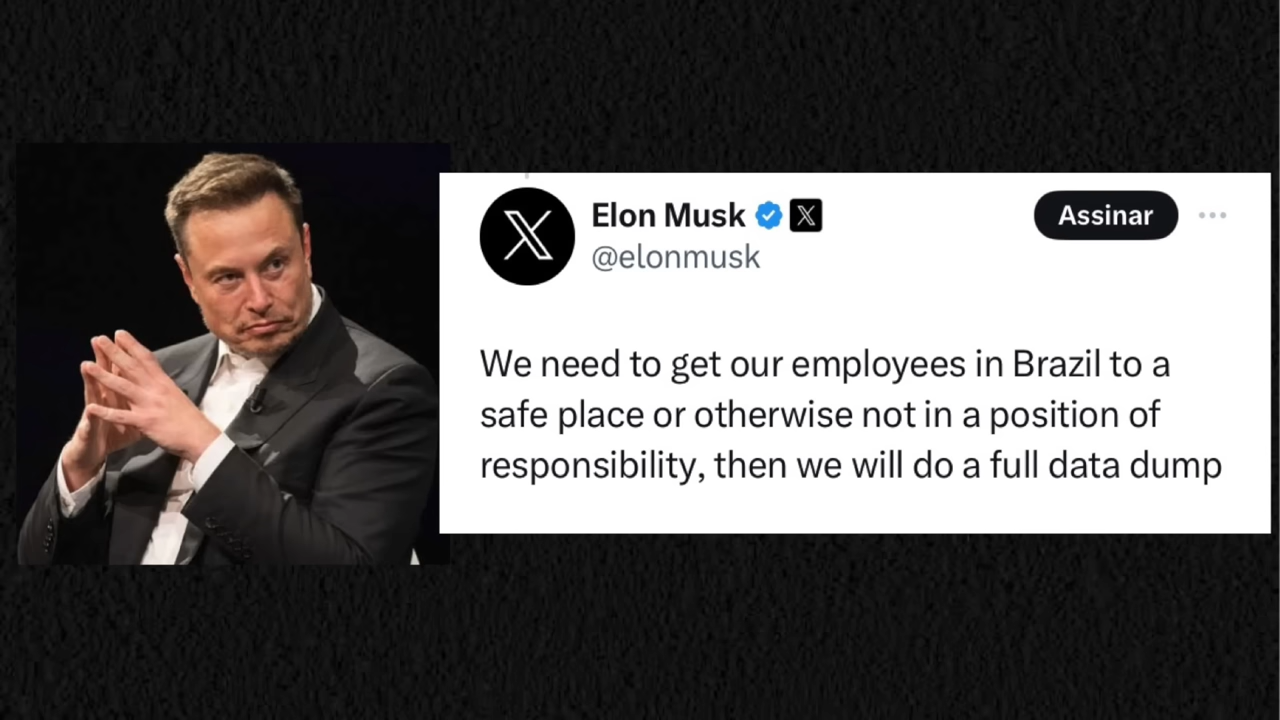 Elon Musk
@elonmusk
Assinar
We need to get our employees in Brazil to a
safe place or otherwise not in a position of
responsibility, then we will do a full data dump